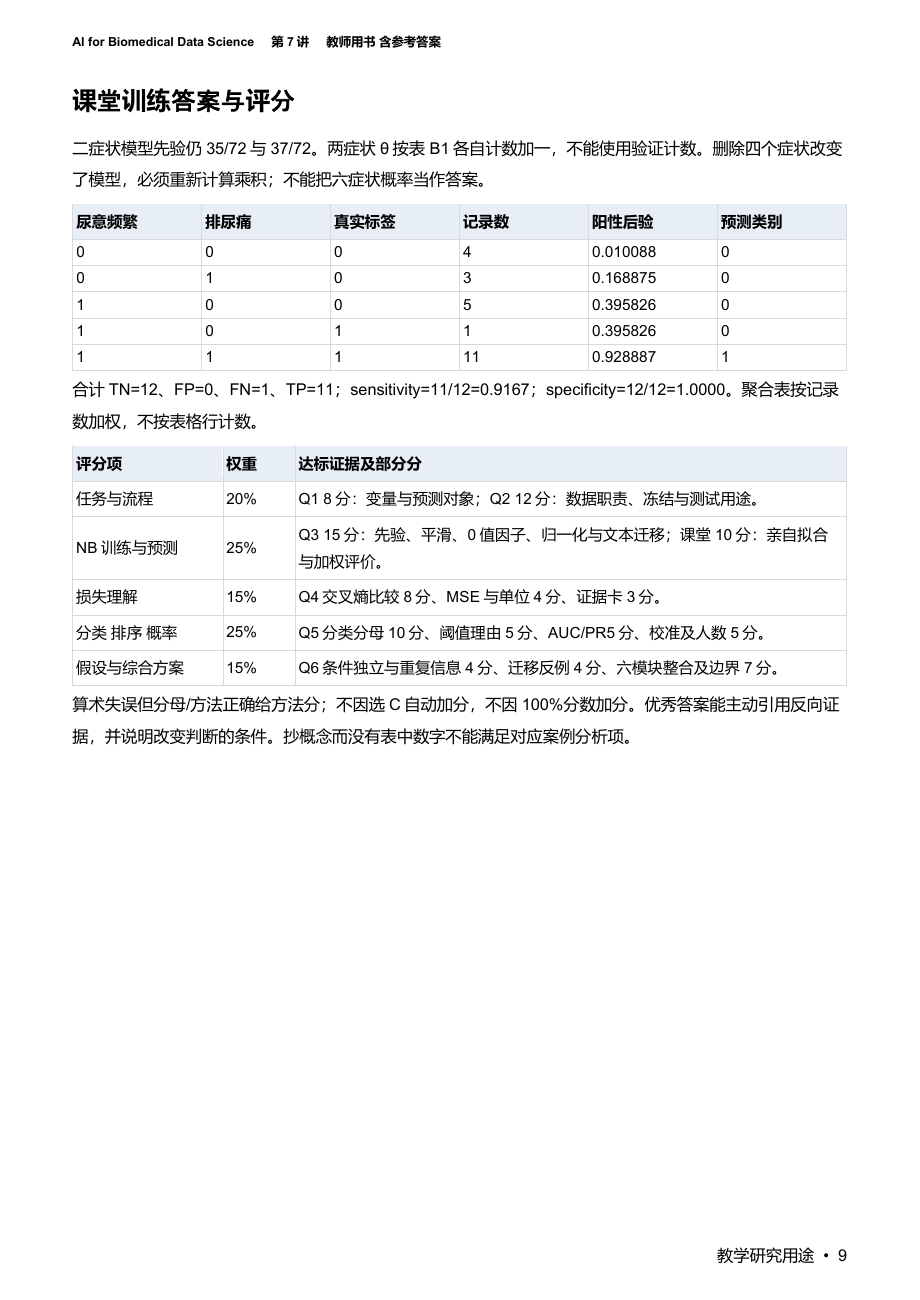 AI for Biomedical Data Science 第 7 讲 教师用书 含参考答案
课堂训练答案与评分
二症状模型先验仍 35/72 与 37/72。两症状 θ 按表 B1 各自计数加一，不能使用验证计数。删除四个症状改变
了模型，必须重新计算乘积；不能把六症状概率当作答案。
尿意频繁 排尿痛 真实标签 记录数 阳性后验 预测类别
0 0 0 4 0.010088 0
0 1 0 3 0.168875 0
1 0 0 5 0.395826 0
1 0 1 1 0.395826 0
1 1 1 11 0.928887 1
合计 TN=12、FP=0、FN=1、TP=11；sensitivity=11/12=0.9167；specificity=12/12=1.0000。聚合表按记录
数加权，不按表格行计数。
评分项 权重 达标证据及部分分
任务与流程 20% Q1 8 分：变量与预测对象；Q2 12 分：数据职责、冻结与测试用途。
NB 训练与预测 25% Q3 15 分：先验、平滑、0 值因子、归一化与文本迁移；课堂 10 分：亲自拟合
与加权评价。
损失理解 15% Q4 交叉熵比较 8 分、MSE 与单位 4 分、证据卡 3 分。
分类 排序 概率 25% Q5 分类分母 10 分、阈值理由 5 分、AUC/PR5 分、校准及人数 5 分。
假设与综合方案 15% Q6 条件独立与重复信息 4 分、迁移反例 4 分、六模块整合及边界 7 分。
算术失误但分母/方法正确给方法分；不因选 C 自动加分，不因 100%分数加分。优秀答案能主动引用反向证
据，并说明改变判断的条件。抄概念而没有表中数字不能满足对应案例分析项。
教学研究用途 • 9